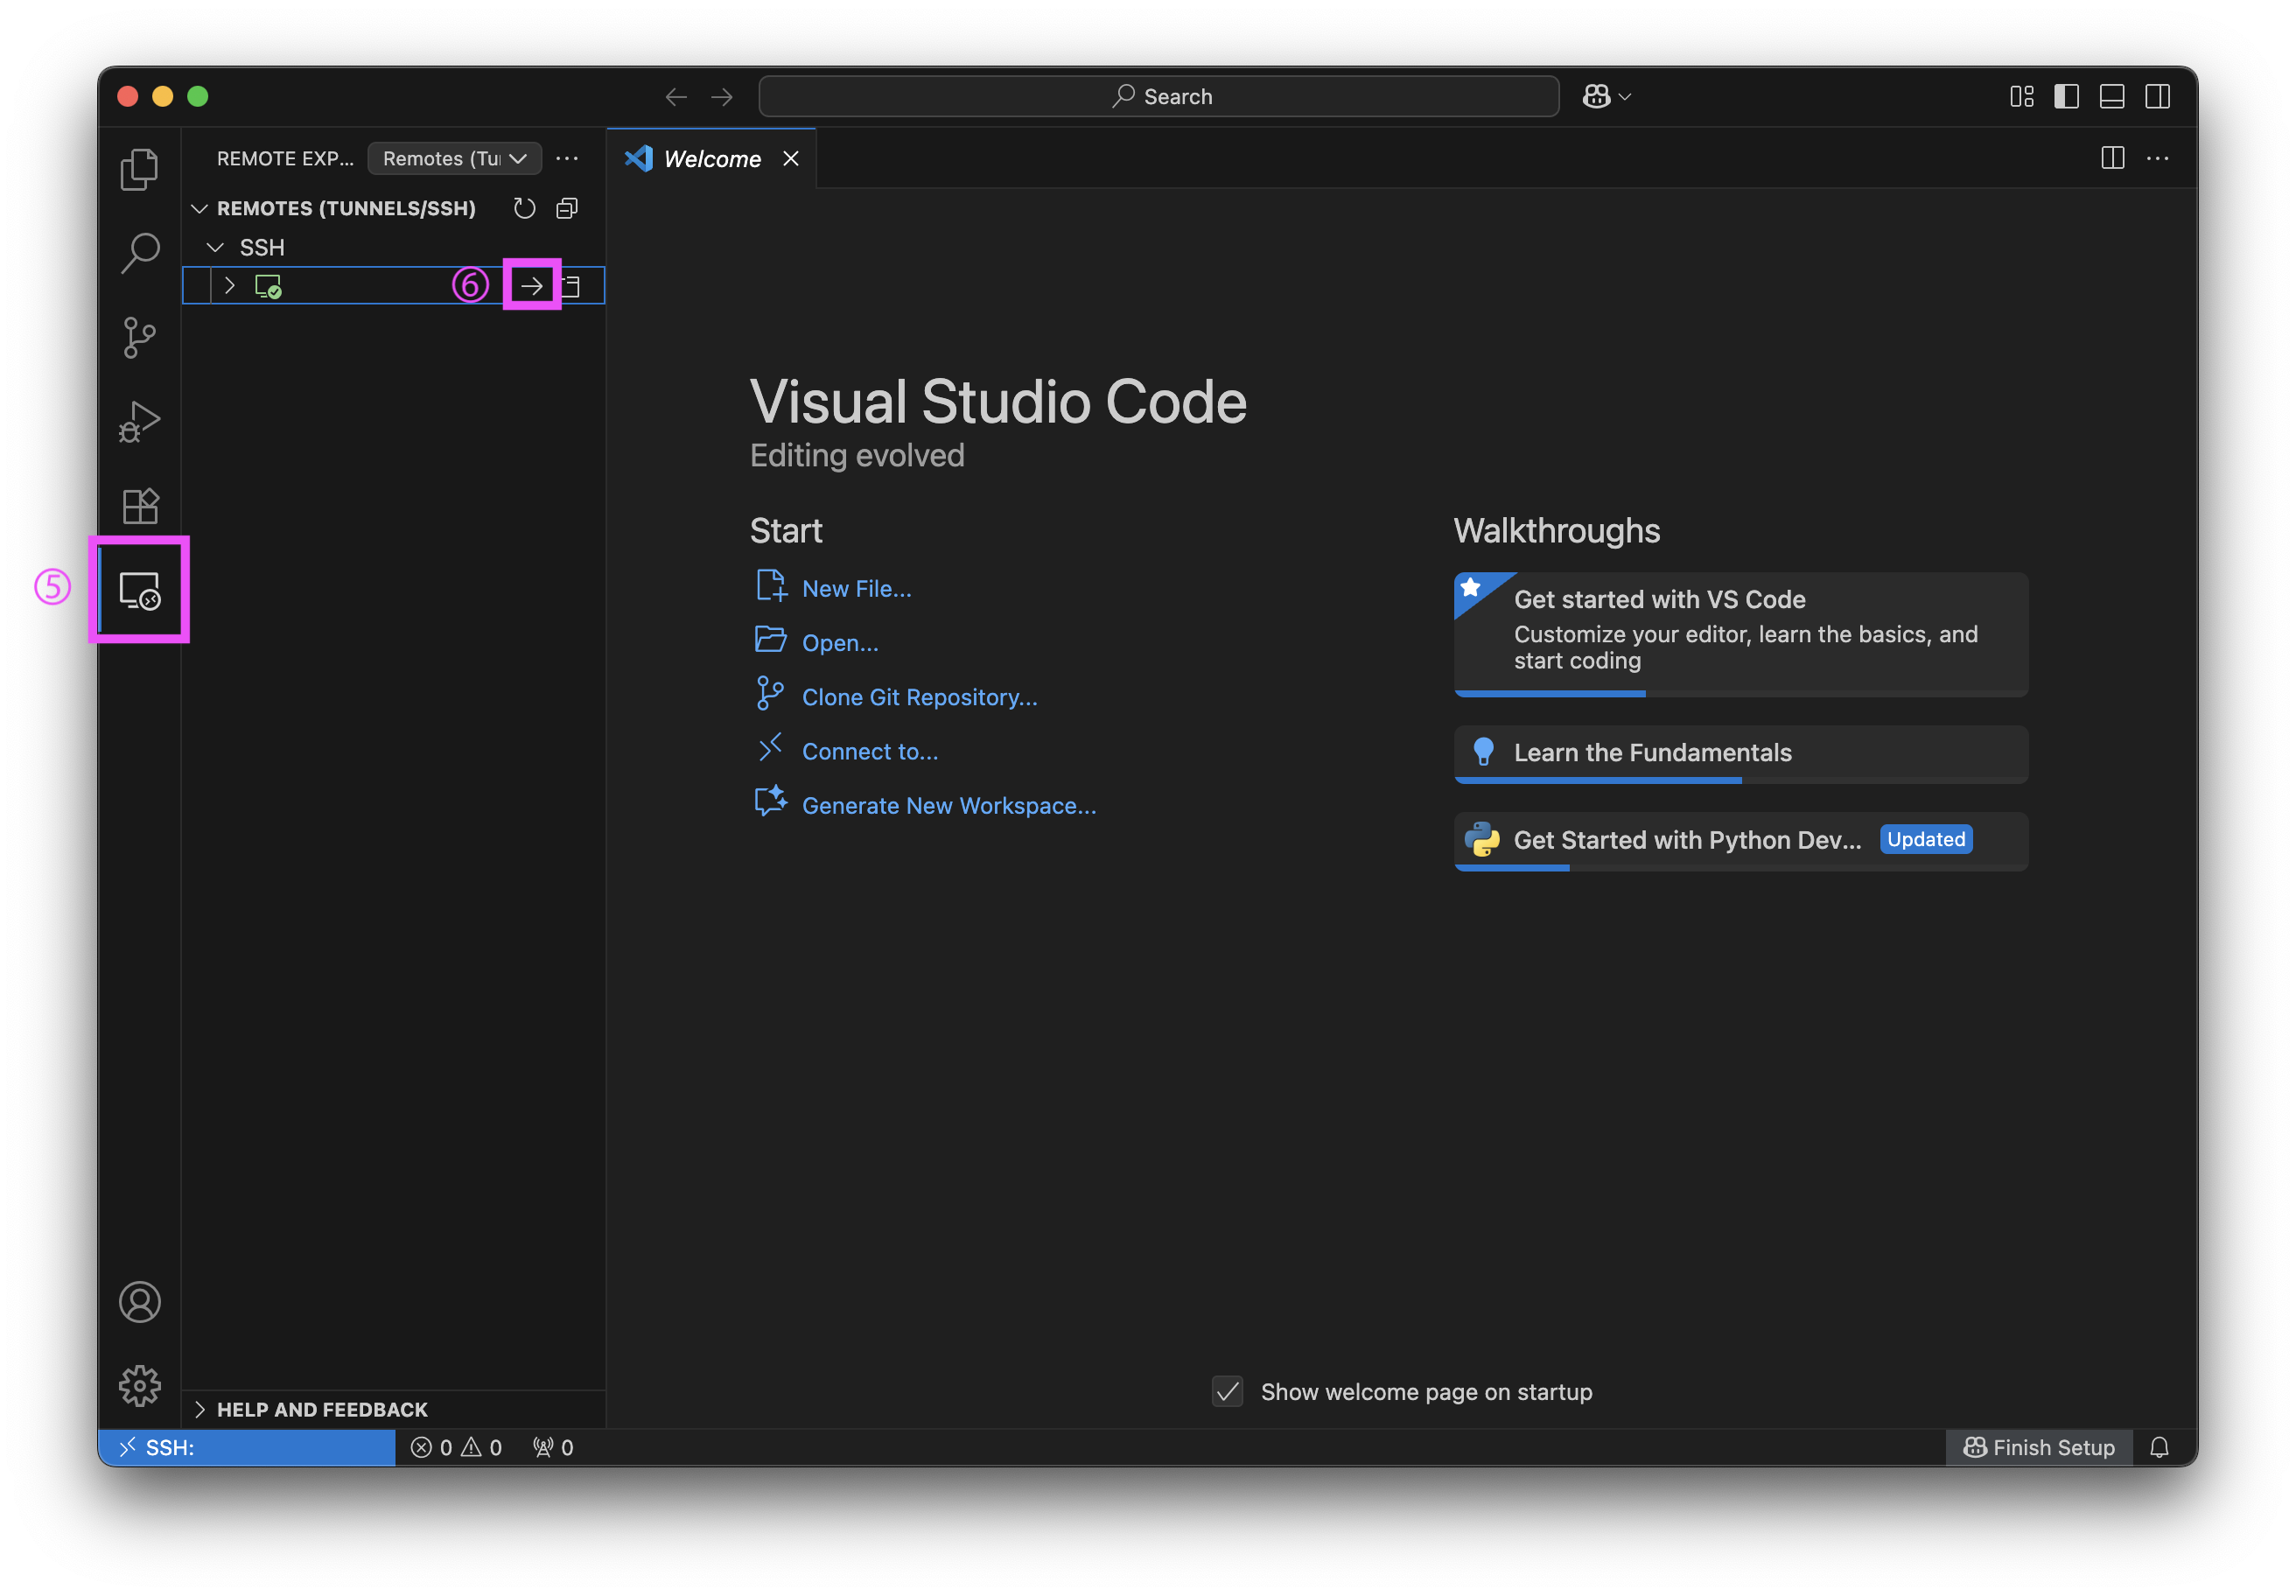 Search
REMOTE EXP...
Remotes (Tu
Welcome
REMOTES (TUNNELS/SSH)
SSH
⑥
⑤
Visual Studio Code
Editing evolved
Start
New File...
Open...
Clone Git Repository...
Connect to...
Generate New Workspace...
Walkthroughs
Get started with VS Code
Customize your editor, learn the basics, and
start coding
Learn the Fundamentals
Get Started with Python Dev...
Updated
Show welcome page on startup
HELP AND FEEDBACK
SSH:
0
0
0
Finish Setup